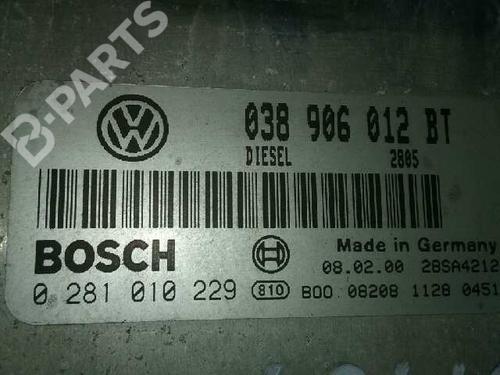 B-PARTS
038 906 012 BT
DIESEL 2805
BOSCH
Made in Germany
08.02.00 28SA4212
0 281 010 229 810 B00 08208 1128 0451